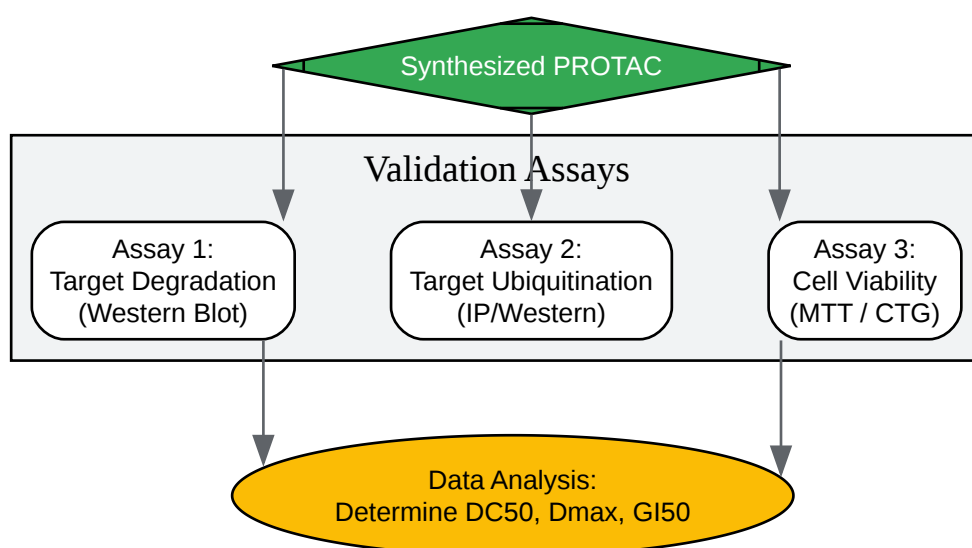 Synthesized PROTAC
Validation Assays
Assay 1:
Target Degradation
(Western Blot)
Assay 2:
Target Ubiquitination
(IP/Western)
Assay 3:
Cell Viability
(MTT / CTG)
Data Analysis:
Determine DC50, Dmax, GI50